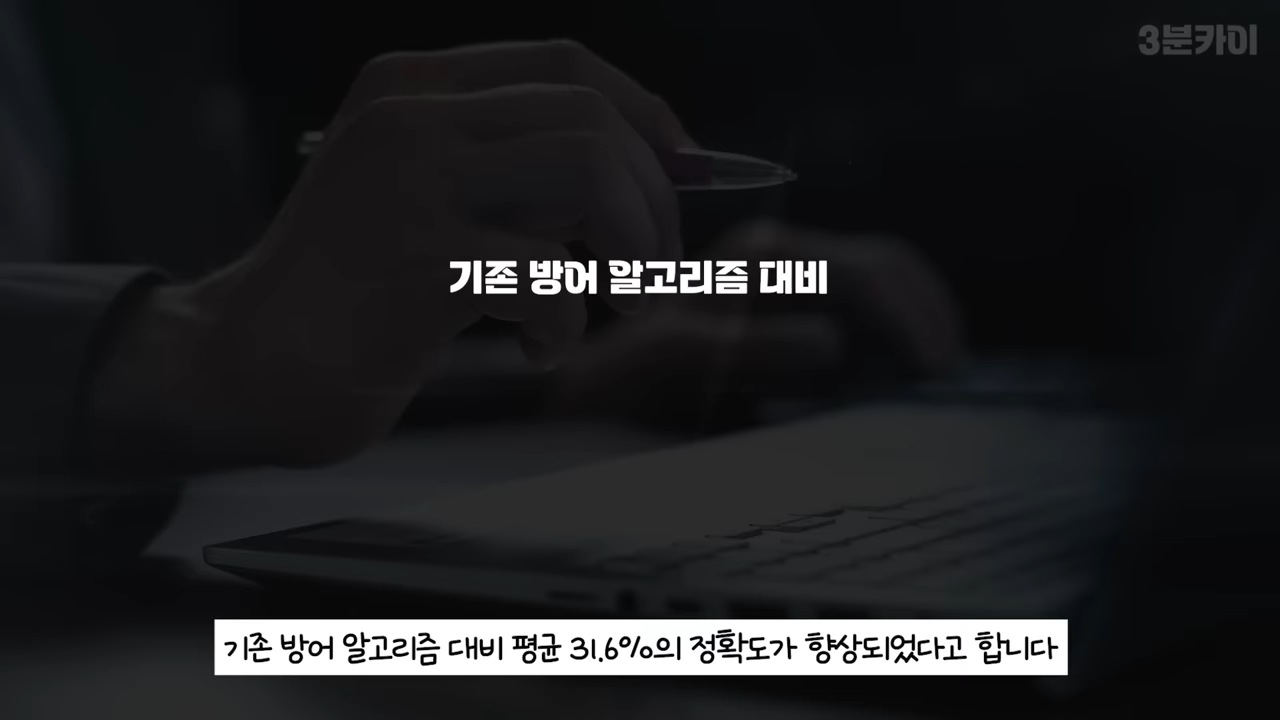 3분카이
기존 방어 알고리즘 대비
기존 방어 알고리즘 대비 평균 31.6%의 정확도가 향상되었다고 합니다